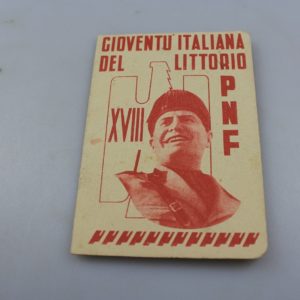 GIOVENTU' ITALIANA
DEL LITTORIO
XVIII
PNF